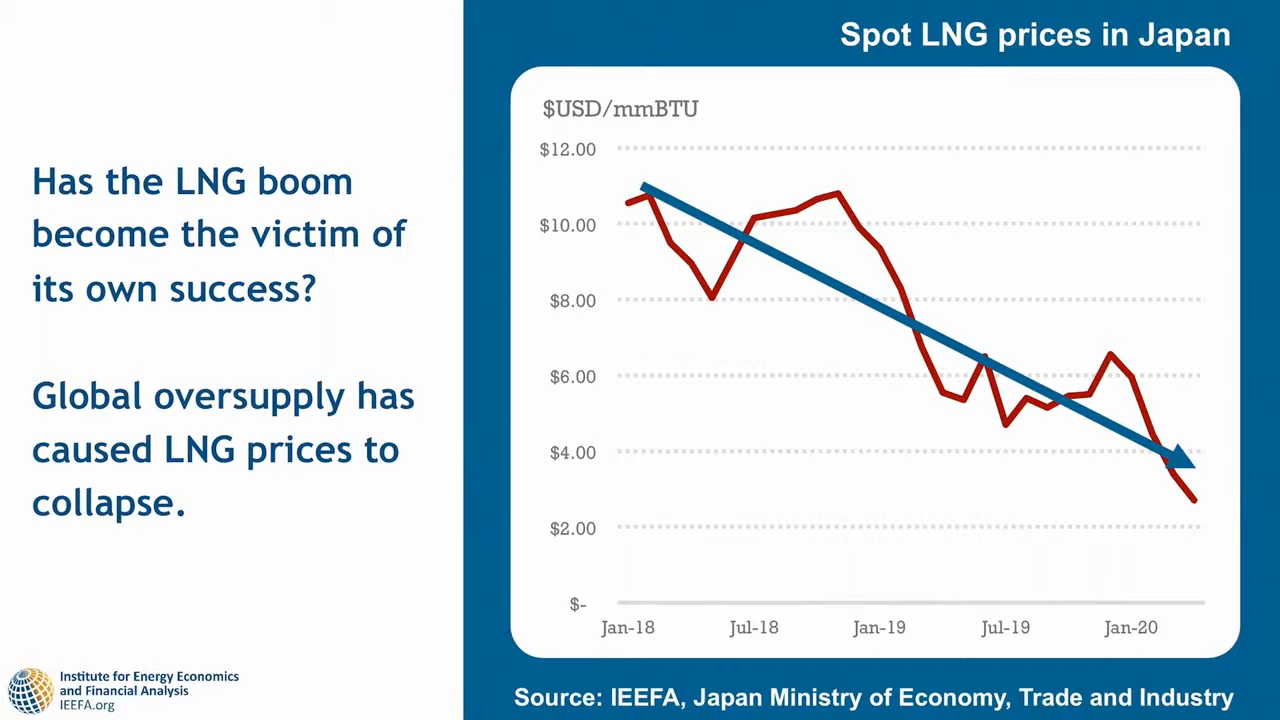 Has the LNG boom
become the victim of
its own success?
Global oversupply has
caused LNG prices to
collapse.
Institute for Energy Economics
and Financial Analysis
IEEFA.org
Spot LNG prices in Japan
$USD/mmBTU
$12.00
$10.00
$8.00
$6.00
$4.00
$2.00
$-
Jan-18 Jul-18 Jan-19 Jul-19 Jan-20
Source: IEEFA, Japan Ministry of Economy, Trade and Industry